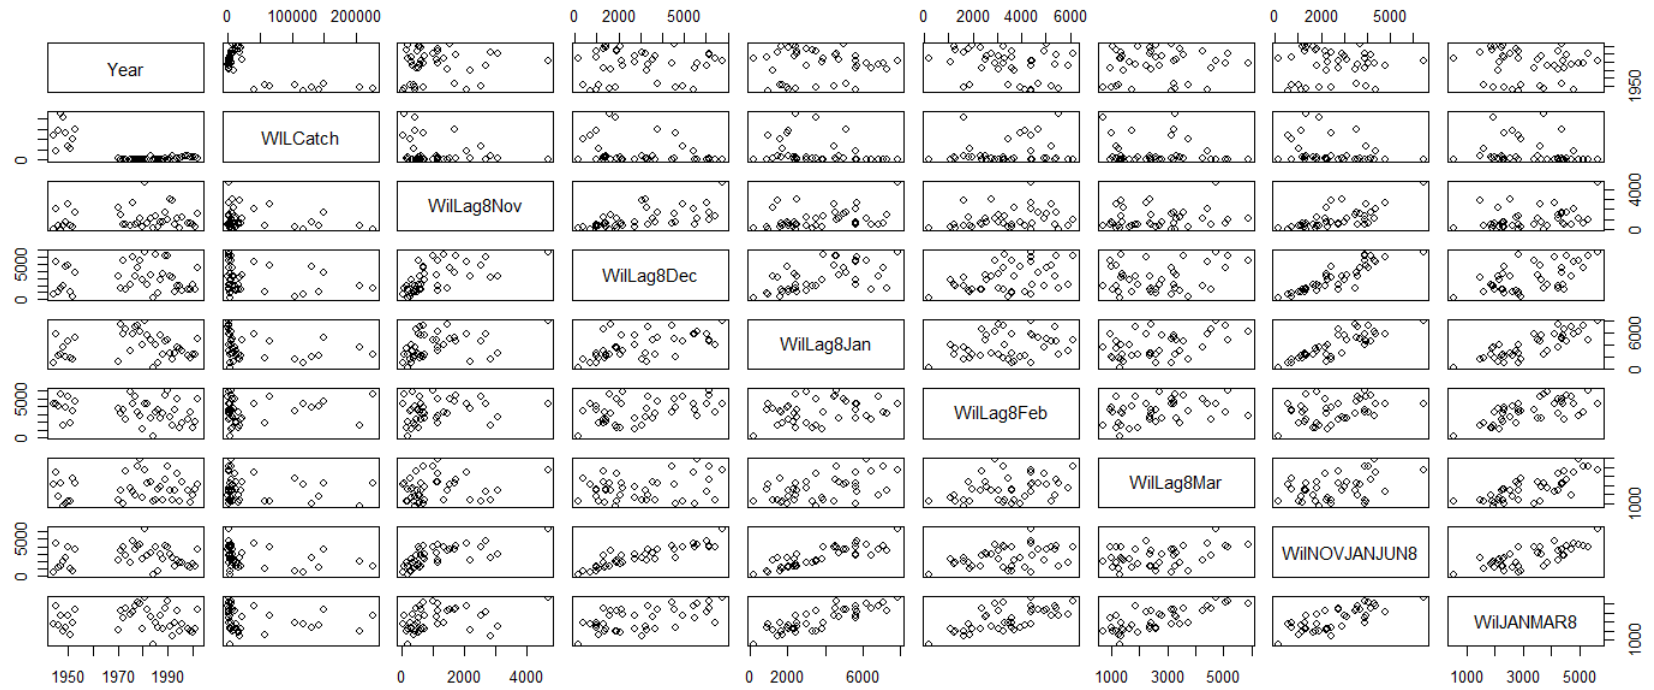 0 100000 200000 0 2000 5000 0 2000 4000 6000 0 2000 5000
Year
1950
0
WILCatch
WilLag8Nov
0 4000
0 5000
WilLag8Dec
WilLag8Jan
0 6000
0 5000
WilLag8Feb
WilLag8Mar
1000
0 5000
WilNOVJANJUN8
WilJANMAR8
1000
1950 1970 1990 0 2000 4000 0 2000 6000 1000 3000 5000 1000 3000 5000